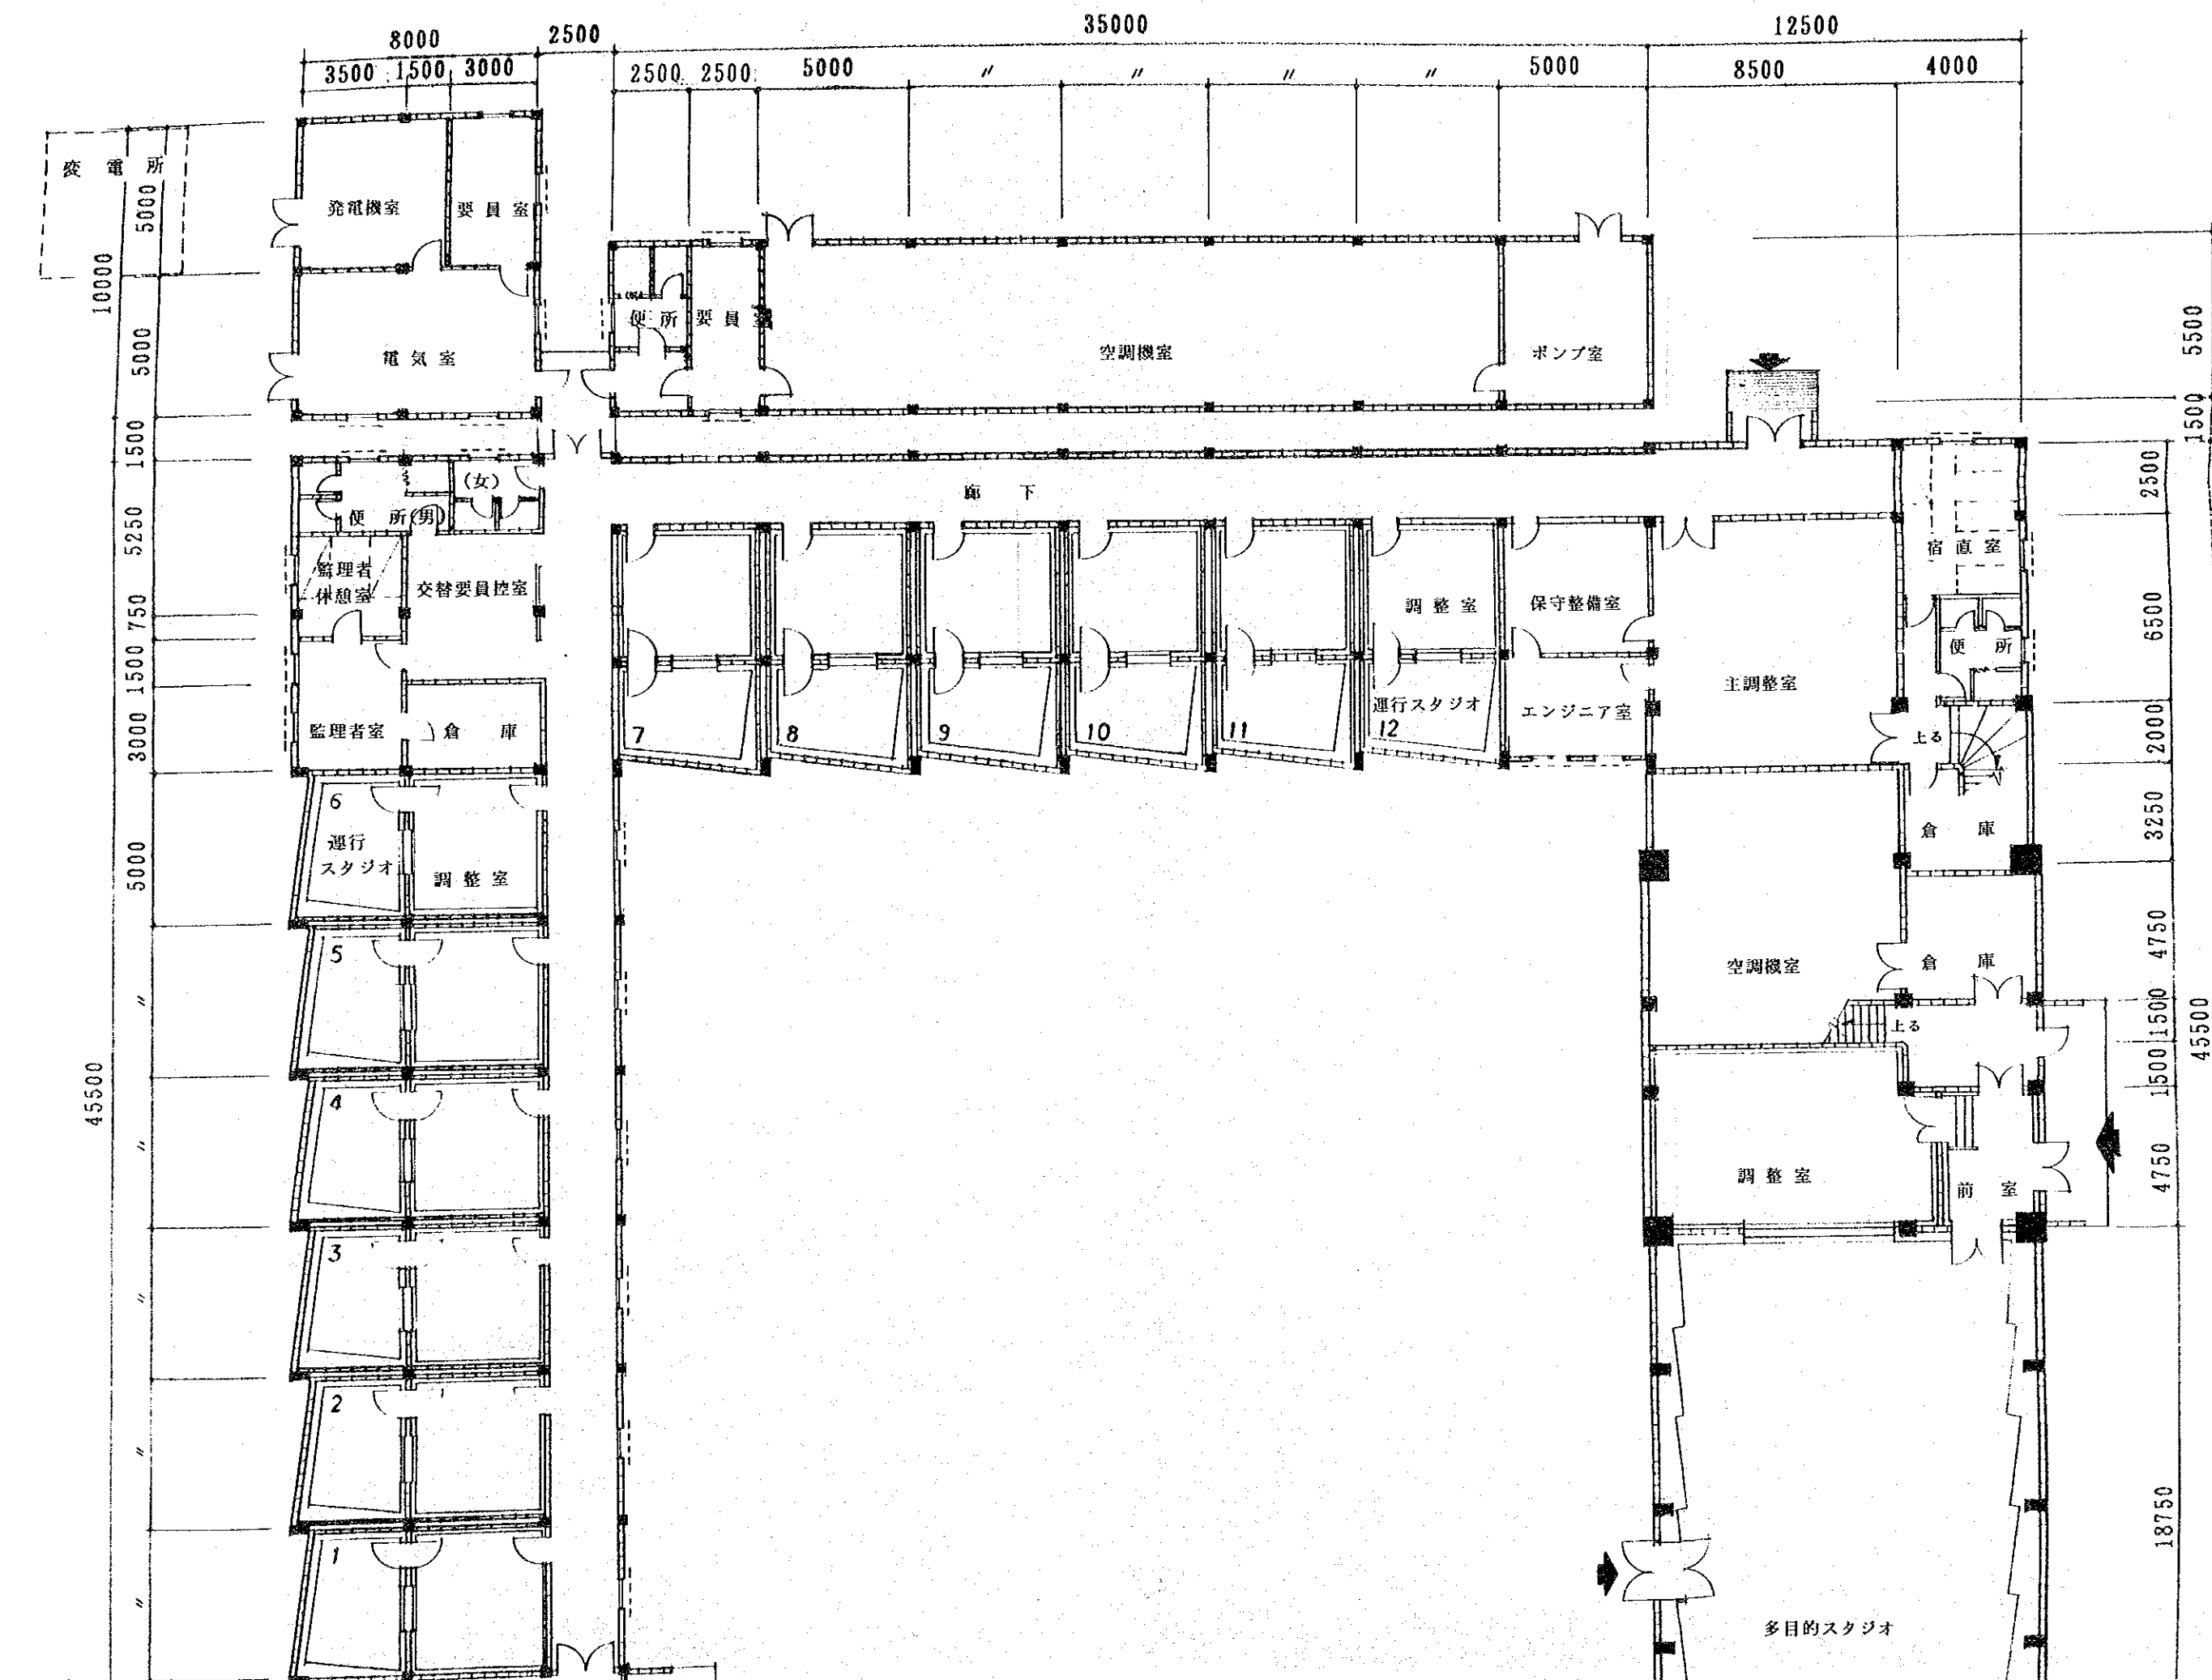 8000
2500
35000
12500
3500
1500
3000
2500
2500
5000
〃
〃
〃
〃
5000
8500
4000
変電所
5000
10000
5000
1500
5250
750
1500
3000
5000
〃
〃
〃
〃
〃
45500
発電機室
要員室
電気室
便所
要員室
空調機室
ポンプ室
廊下
(女)
便所(男)
監理者
休憩室
交替要員控室
監理者室
倉庫
6
運行
スタジオ
調整室
5
4
3
2
1
7
8
9
10
11
調整室
運行スタジオ
12
保守整備室
エンジニア室
主調整室
宿直室
便所
上る
倉庫
空調機室
倉庫
上る
調整室
前室
多目的スタジオ
5500
1500
2500
6500
2000
3250
4750
1500
1500
4750
45500
18750